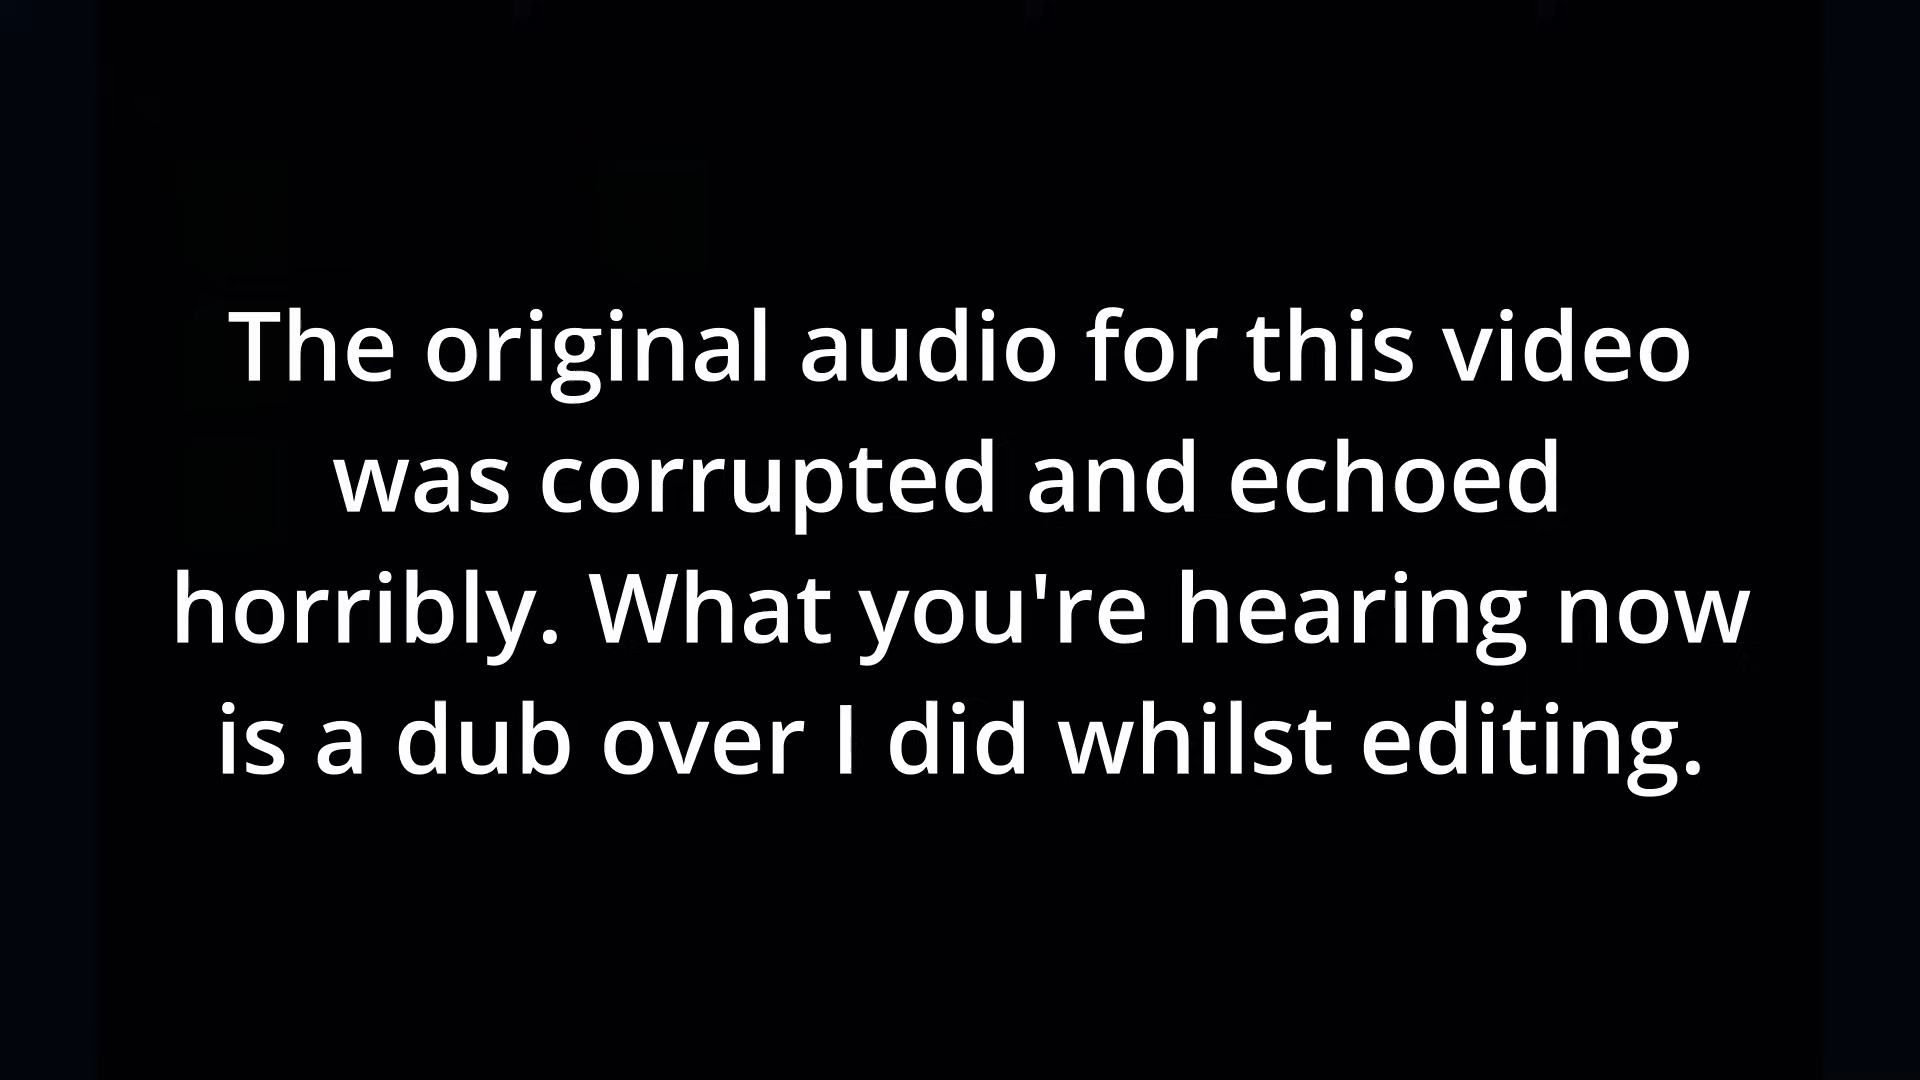 The original audio for this video
was corrupted and echoed
horribly. What you're hearing now
is a dub over I did whilst editing.